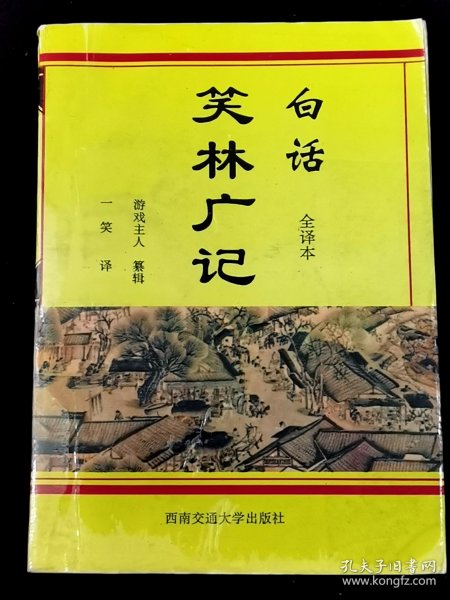 白话
全译本
笑林广记
游戏主人 纂辑
一笑 译
西南交通大学出版社
孔夫子旧书网
www.kongfz.com